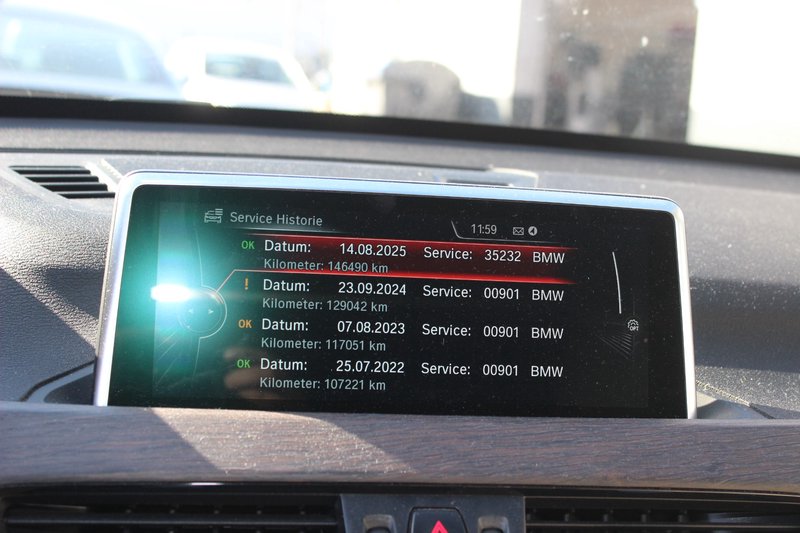 Service Historie
11:59
OK Datum: 14.08.2025 Service: 35232 BMW
Kilometer: 146490 km
! Datum: 23.09.2024 Service: 00901 BMW
Kilometer: 129042 km
OK Datum: 07.08.2023 Service: 00901 BMW
Kilometer: 117051 km
OPT
OK Datum: 25.07.2022 Service: 00901 BMW
Kilometer: 107221 km